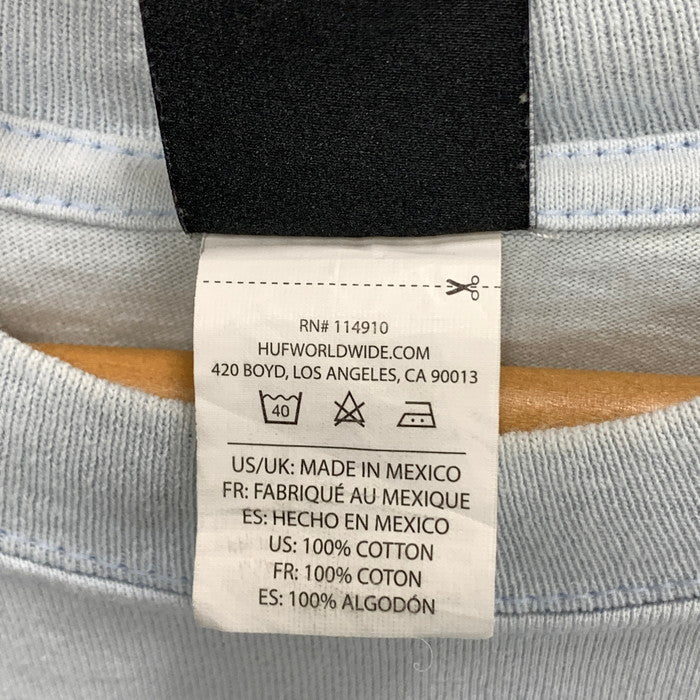 RN# 114910
HUFWORLDWIDE.COM
420 BOYD, LOS ANGELES, CA 90013
40
US/UK: MADE IN MEXICO
FR: FABRIQUÉ AU MEXIQUE
ES: HECHO EN MEXICO
US: 100% COTTON
FR: 100% COTON
ES: 100% ALGODÓN